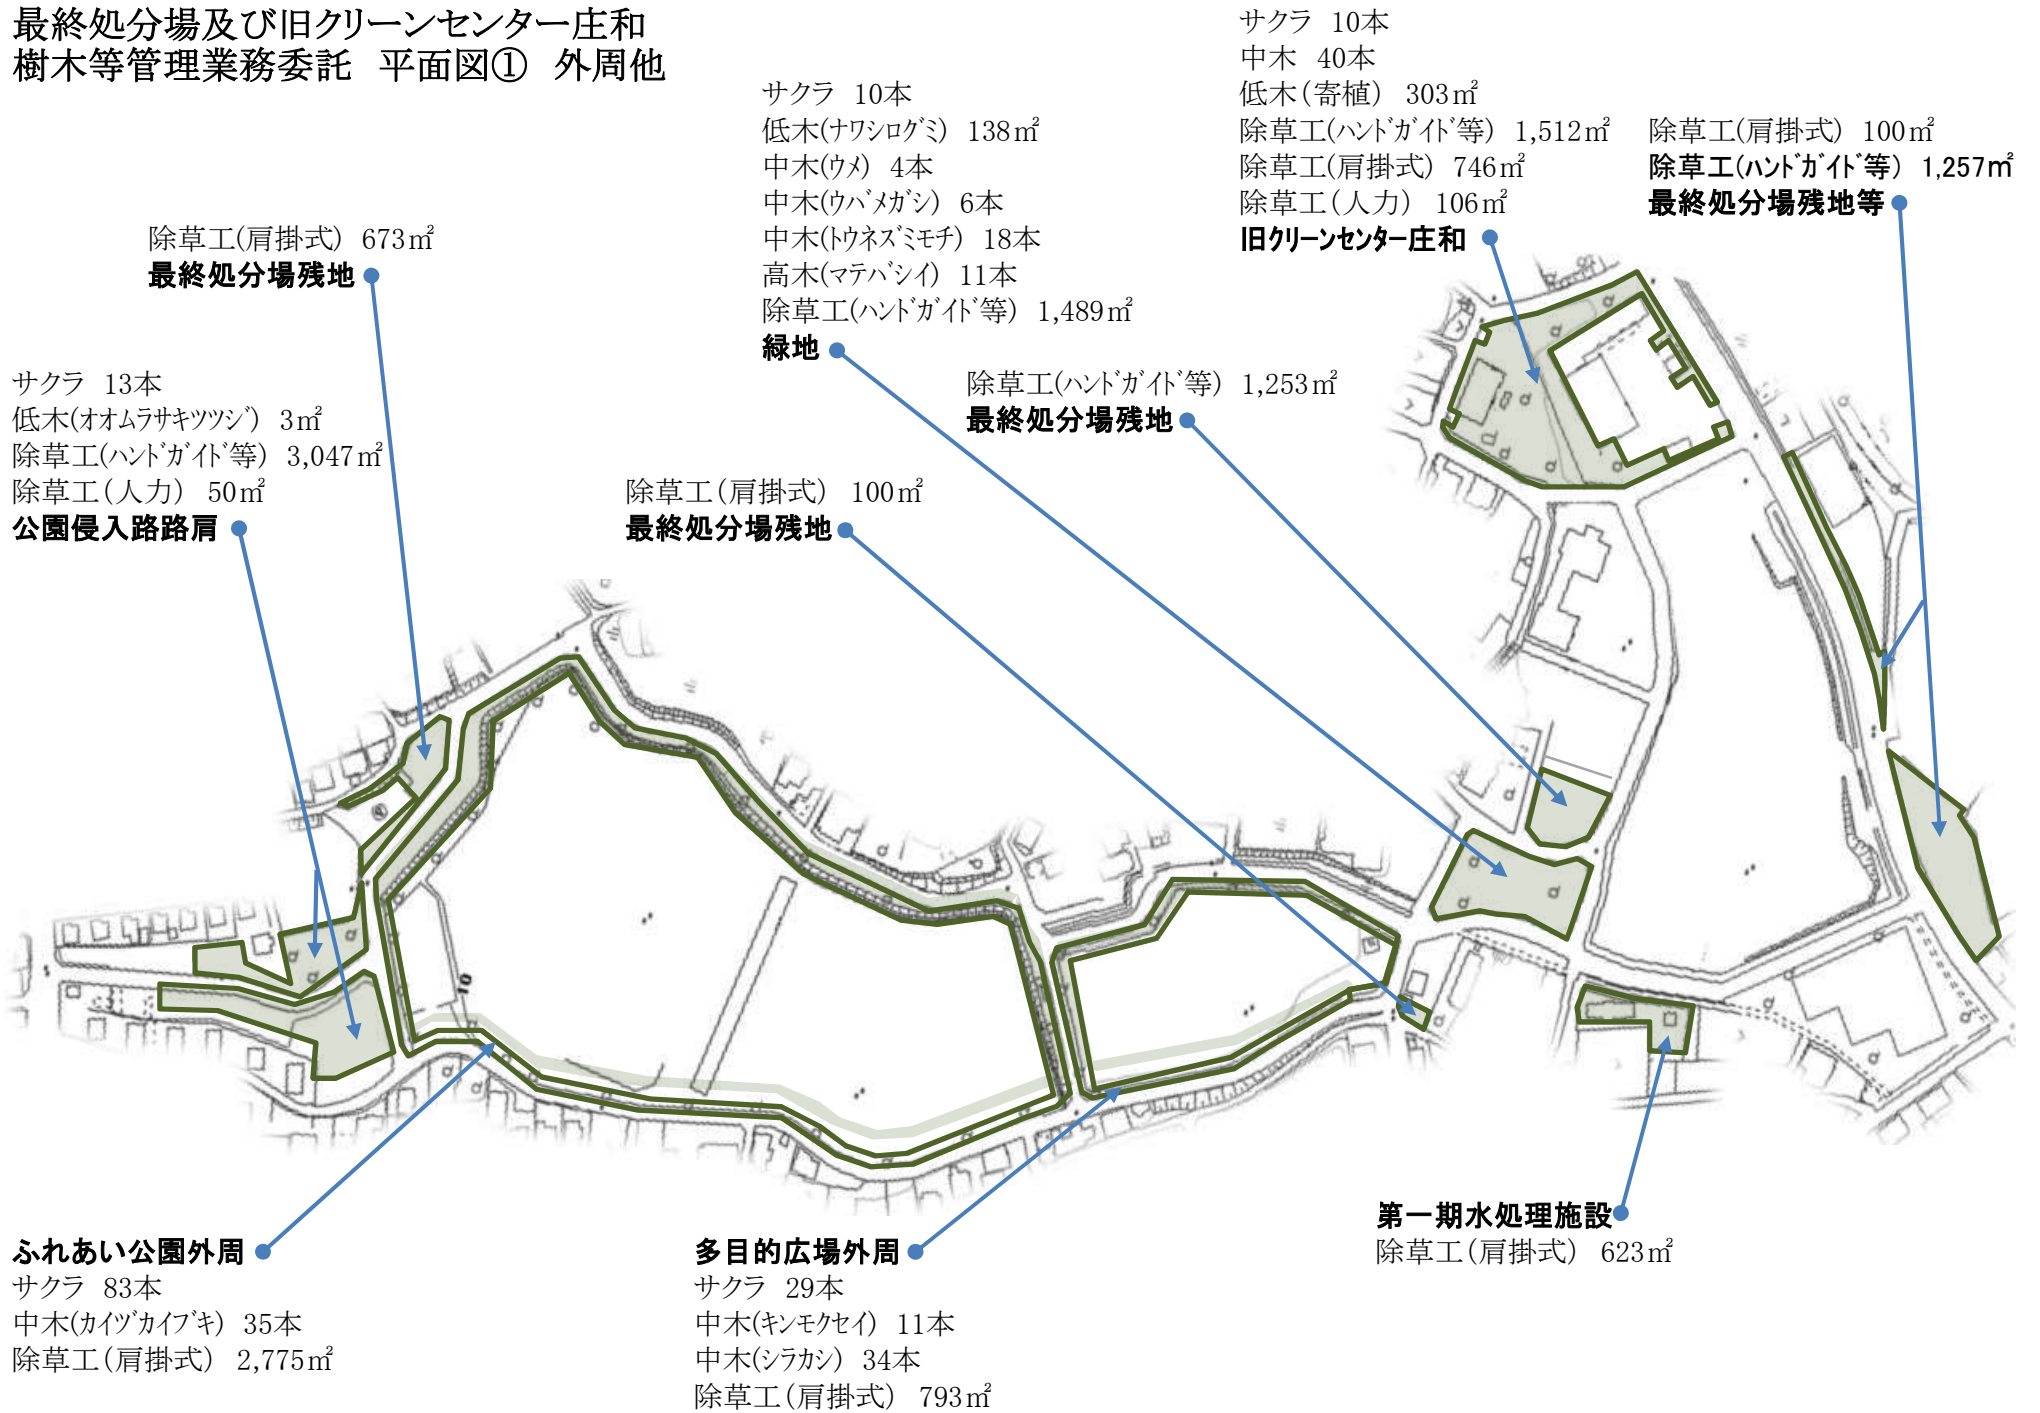 最終処分場及び旧クリーンセンター庄和
樹木等管理業務委託　平面図①　外周他
サクラ　10本
中木　40本
低木(寄植)　303㎡
除草工(ハンドガイド等)　1,512㎡
除草工(肩掛式)　746㎡
除草工(人力)　106㎡
旧クリーンセンター庄和
除草工(肩掛式)　100㎡
除草工(ハンドガイド等)　1,257㎡
最終処分場残地等
サクラ　10本
低木(ナワシログミ)　138㎡
中木(ウメ)　4本
中木(ウバメガシ)　6本
中木(トウネズミモチ)　18本
高木(マテバシイ)　11本
除草工(ハンドガイド等)　1,489㎡
緑地
除草工(肩掛式)　673㎡
最終処分場残地
除草工(ハンドガイド等)　1,253㎡
最終処分場残地
サクラ　13本
低木(オオムラサキツツジ)　3㎡
除草工(ハンドガイド等)　3,047㎡
除草工(人力)　50㎡
公園侵入路路肩
除草工(肩掛式)　100㎡
最終処分場残地
10
ふれあい公園外周
サクラ　83本
中木(カイヅカイブキ)　35本
除草工(肩掛式)　2,775㎡
多目的広場外周
サクラ　29本
中木(キンモクセイ)　11本
中木(シラカシ)　34本
除草工(肩掛式)　793㎡
第一期水処理施設
除草工(肩掛式)　623㎡